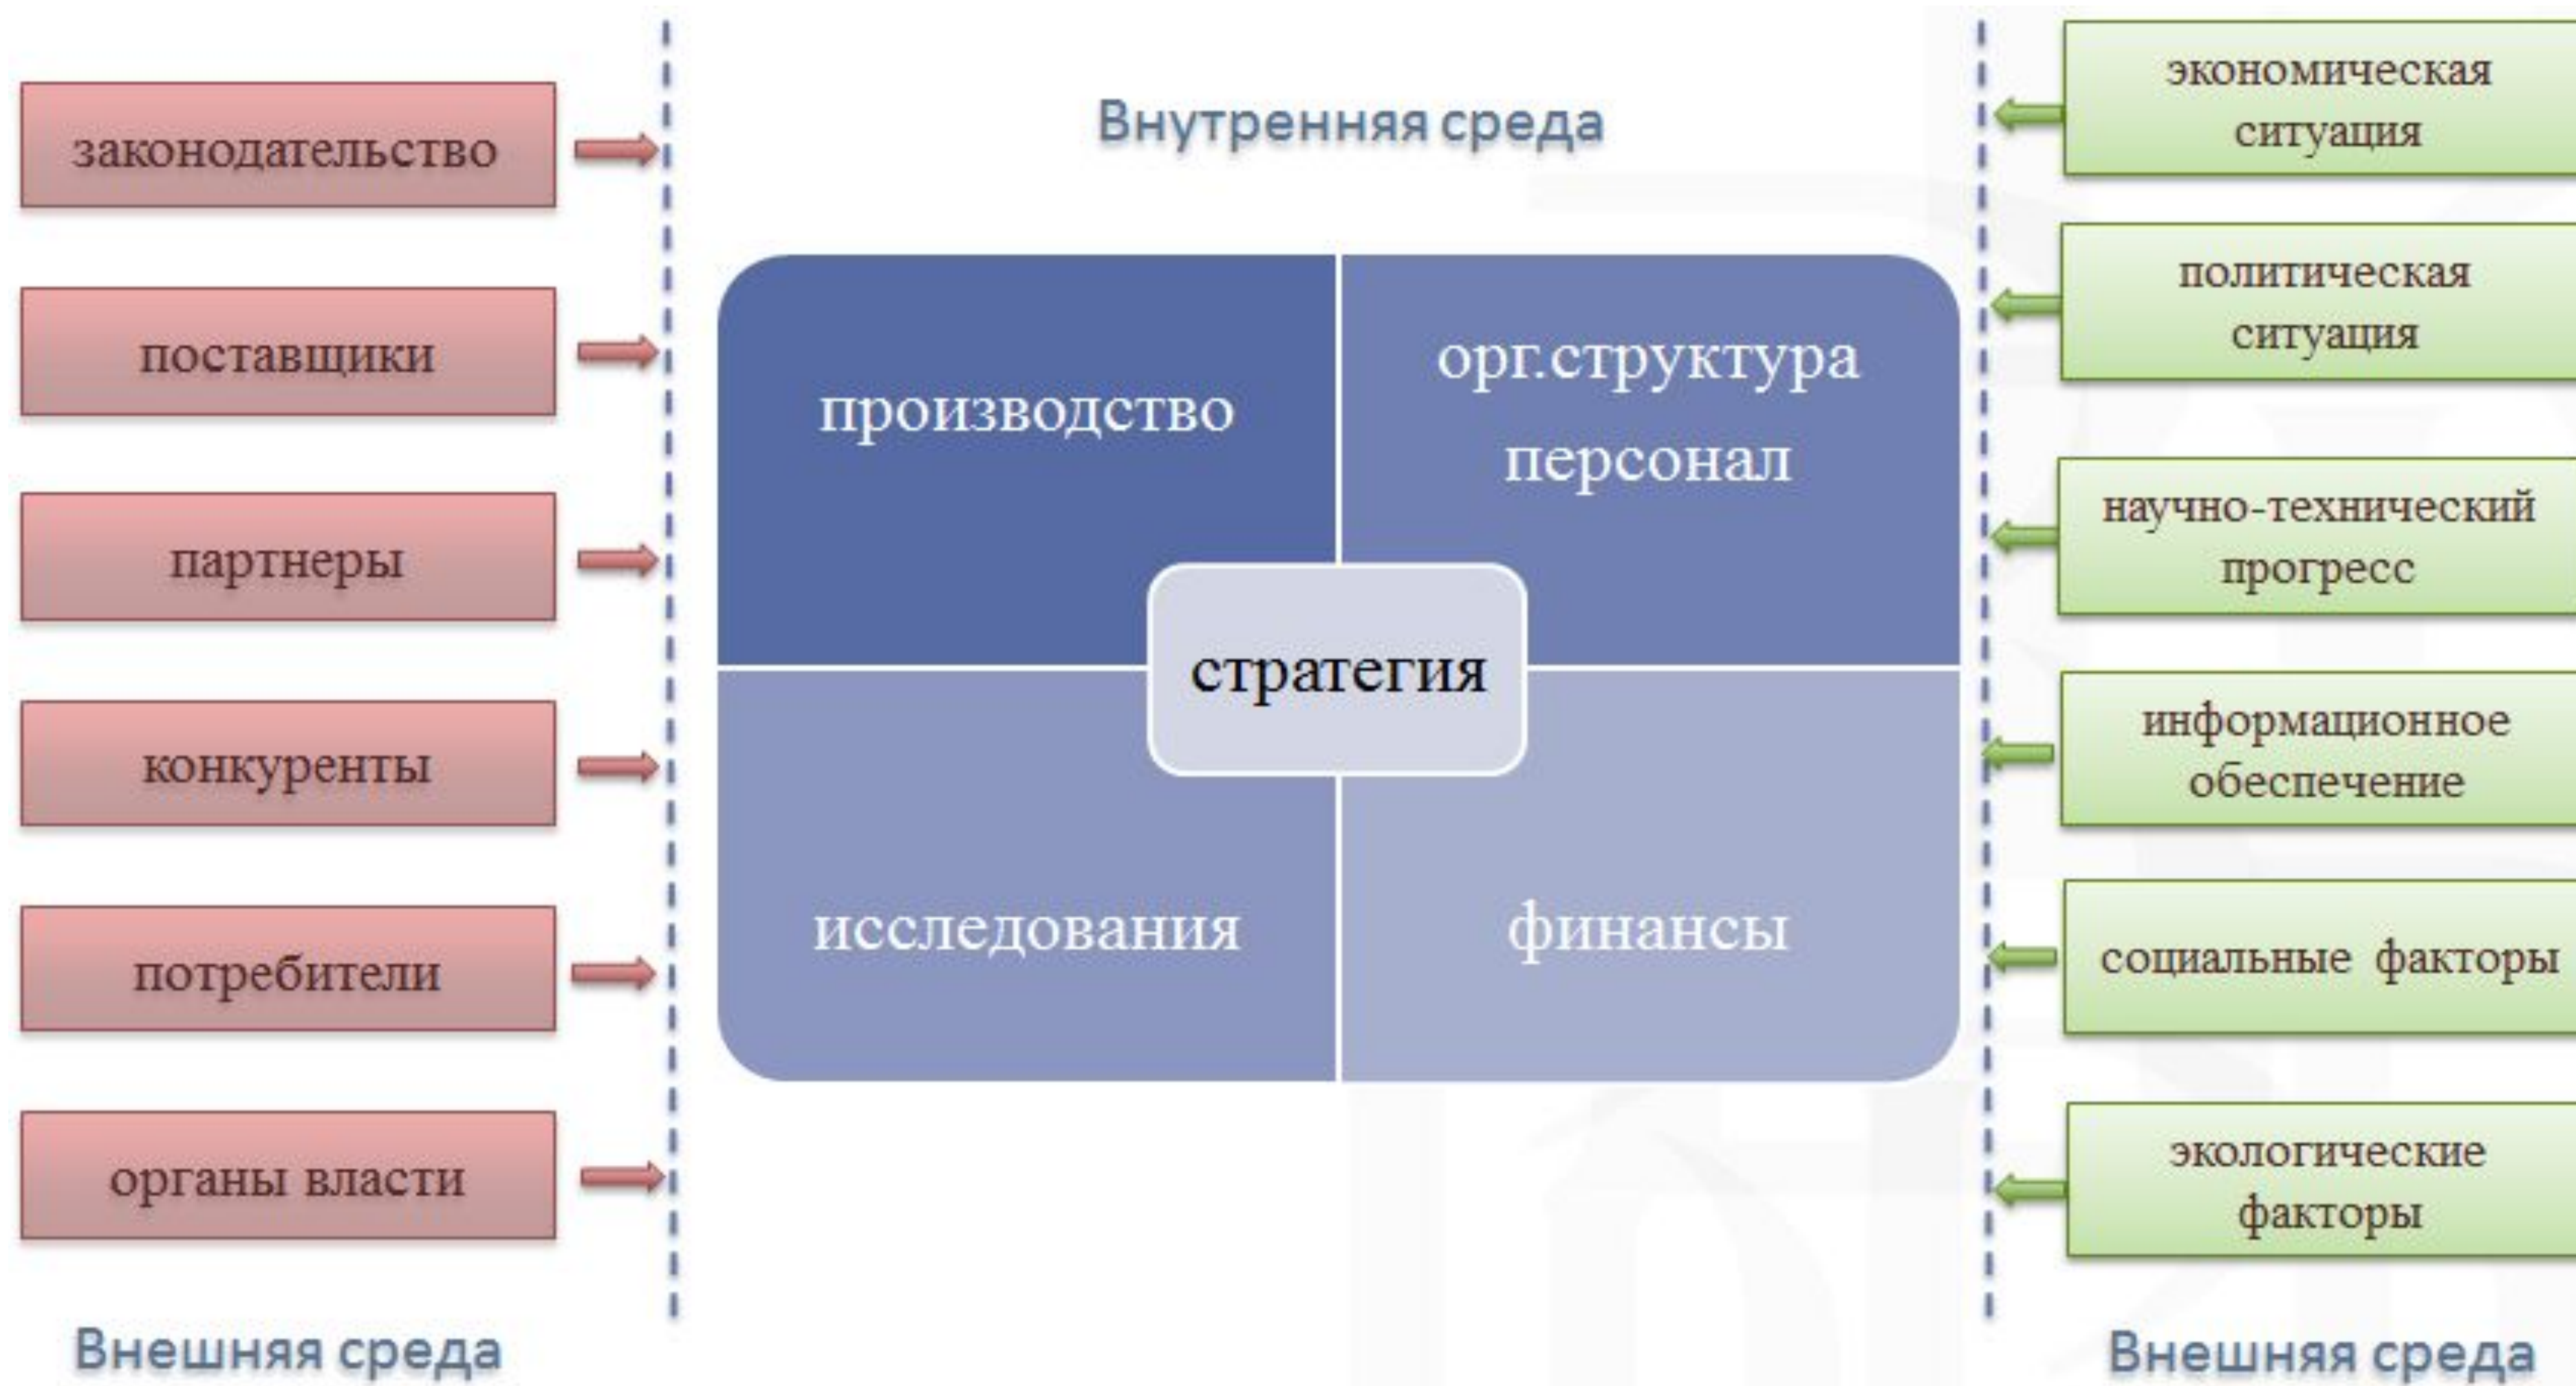 законодательство
поставщики
партнеры
конкуренты
потребители
органы власти
Внешняя среда
Внутренняя среда
производство
орг.структура
персонал
стратегия
исследования
финансы
экономическая
ситуация
политическая
ситуация
научно-технический
прогресс
информационное
обеспечение
социальные факторы
экологические
факторы
Внешняя среда